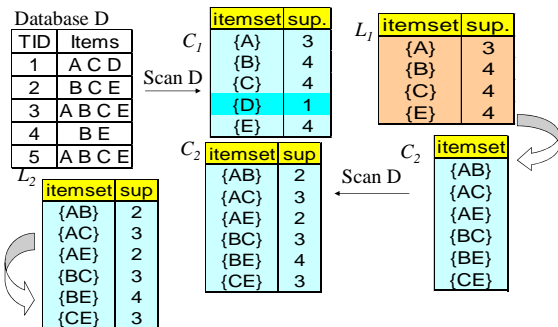 Database D
TID Items
1 A C D
2 B C E
3 A B C E
4 B E
5 A B C E
Scan D
C1
itemset sup.
{A} 3
{B} 4
{C} 4
{D} 1
{E} 4
L1
itemset sup.
{A} 3
{B} 4
{C} 4
{E} 4
C2
itemset
{AB}
{AC}
{AE}
{BC}
{BE}
{CE}
Scan D
C2
itemset sup
{AB} 2
{AC} 3
{AE} 2
{BC} 3
{BE} 4
{CE} 3
L2
itemset sup
{AB} 2
{AC} 3
{AE} 2
{BC} 3
{BE} 4
{CE} 3